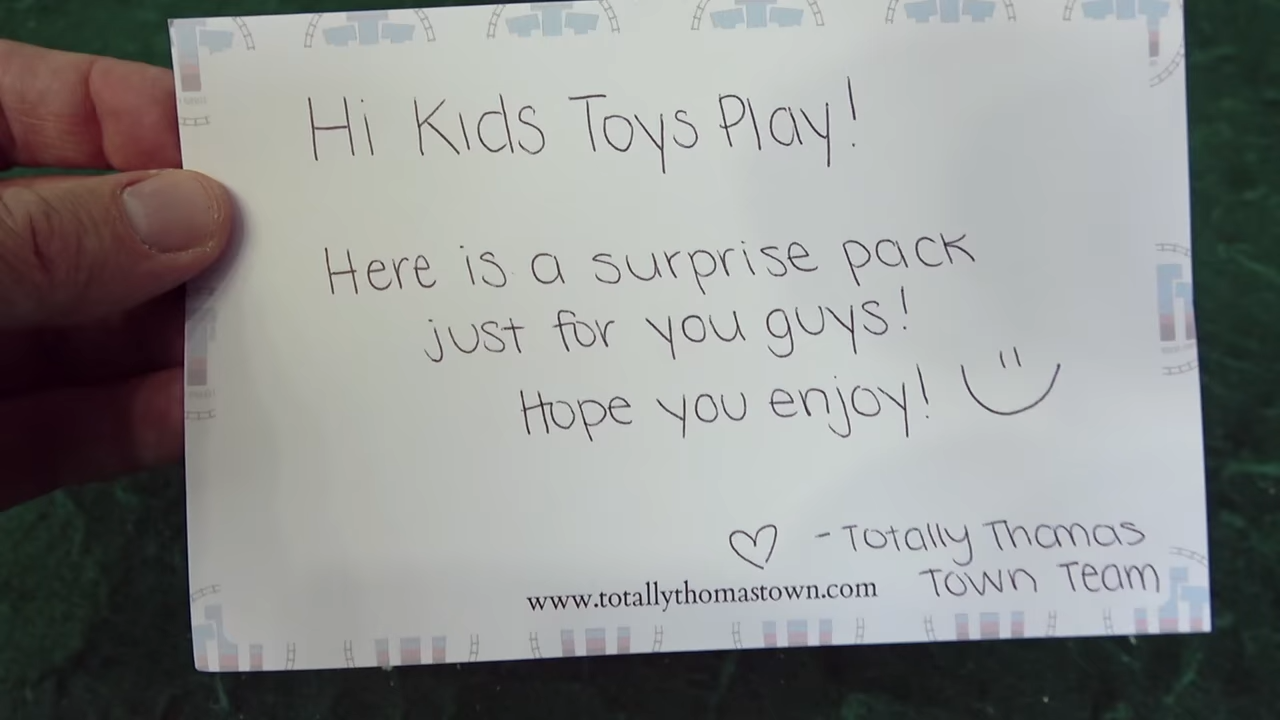 Hi Kids Toys Play!
Here is a surprise pack
just for you guys!
Hope you enjoy!
- Totally Thomas
Town Team
www.totallythomastown.com